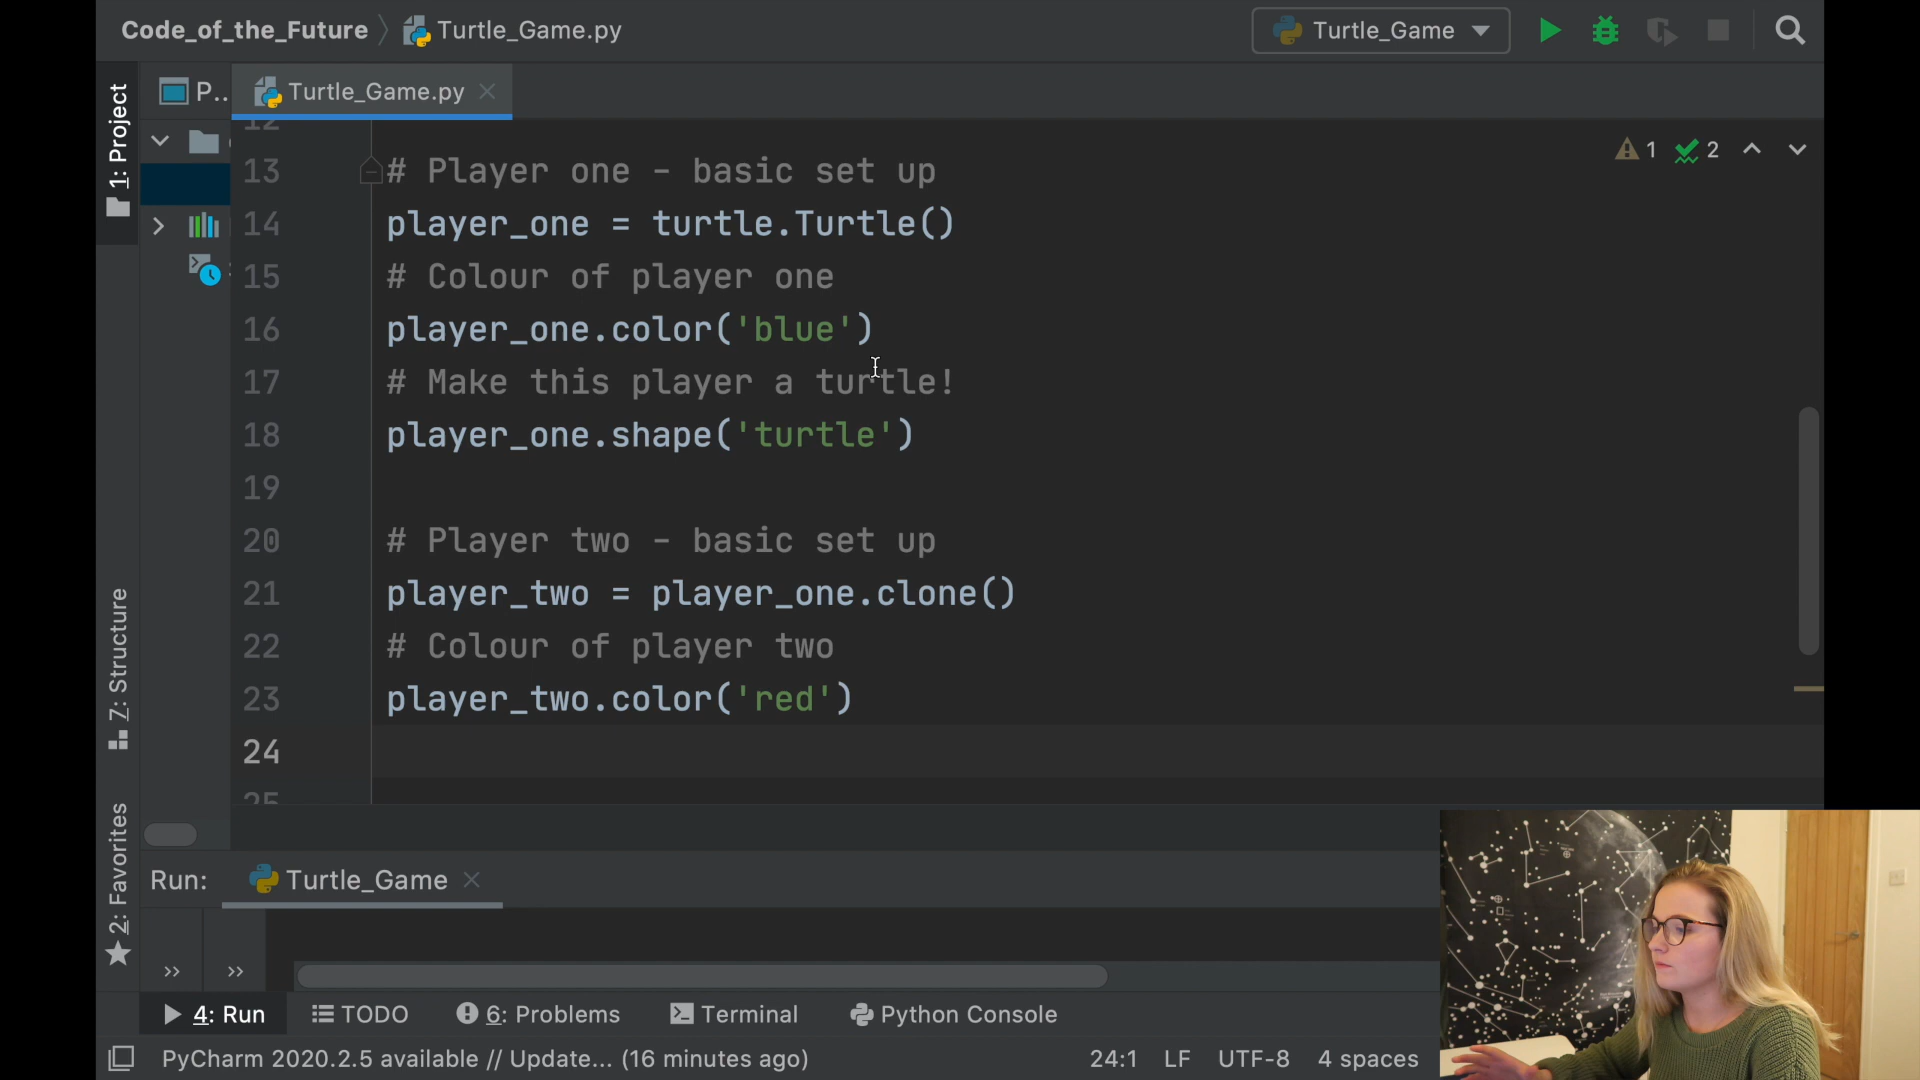 Code_of_the_Future
Turtle_Game.py
Turtle_Game
1: Project
P..
Turtle_Game.py
1
2
12
13 # Player one - basic set up
14 player_one = turtle.Turtle()
15 # Colour of player one
16 player_one.color('blue')
17 # Make this player a turtle!
18 player_one.shape('turtle')
19
20 # Player two - basic set up
21 player_two = player_one.clone()
22 # Colour of player two
23 player_two.color('red')
24
25
7: Structure
2: Favorites
Run:
Turtle_Game
4: Run
TODO
6: Problems
Terminal
Python Console
PyCharm 2020.2.5 available // Update... (16 minutes ago)
24:1
LF
UTF-8
4 spaces